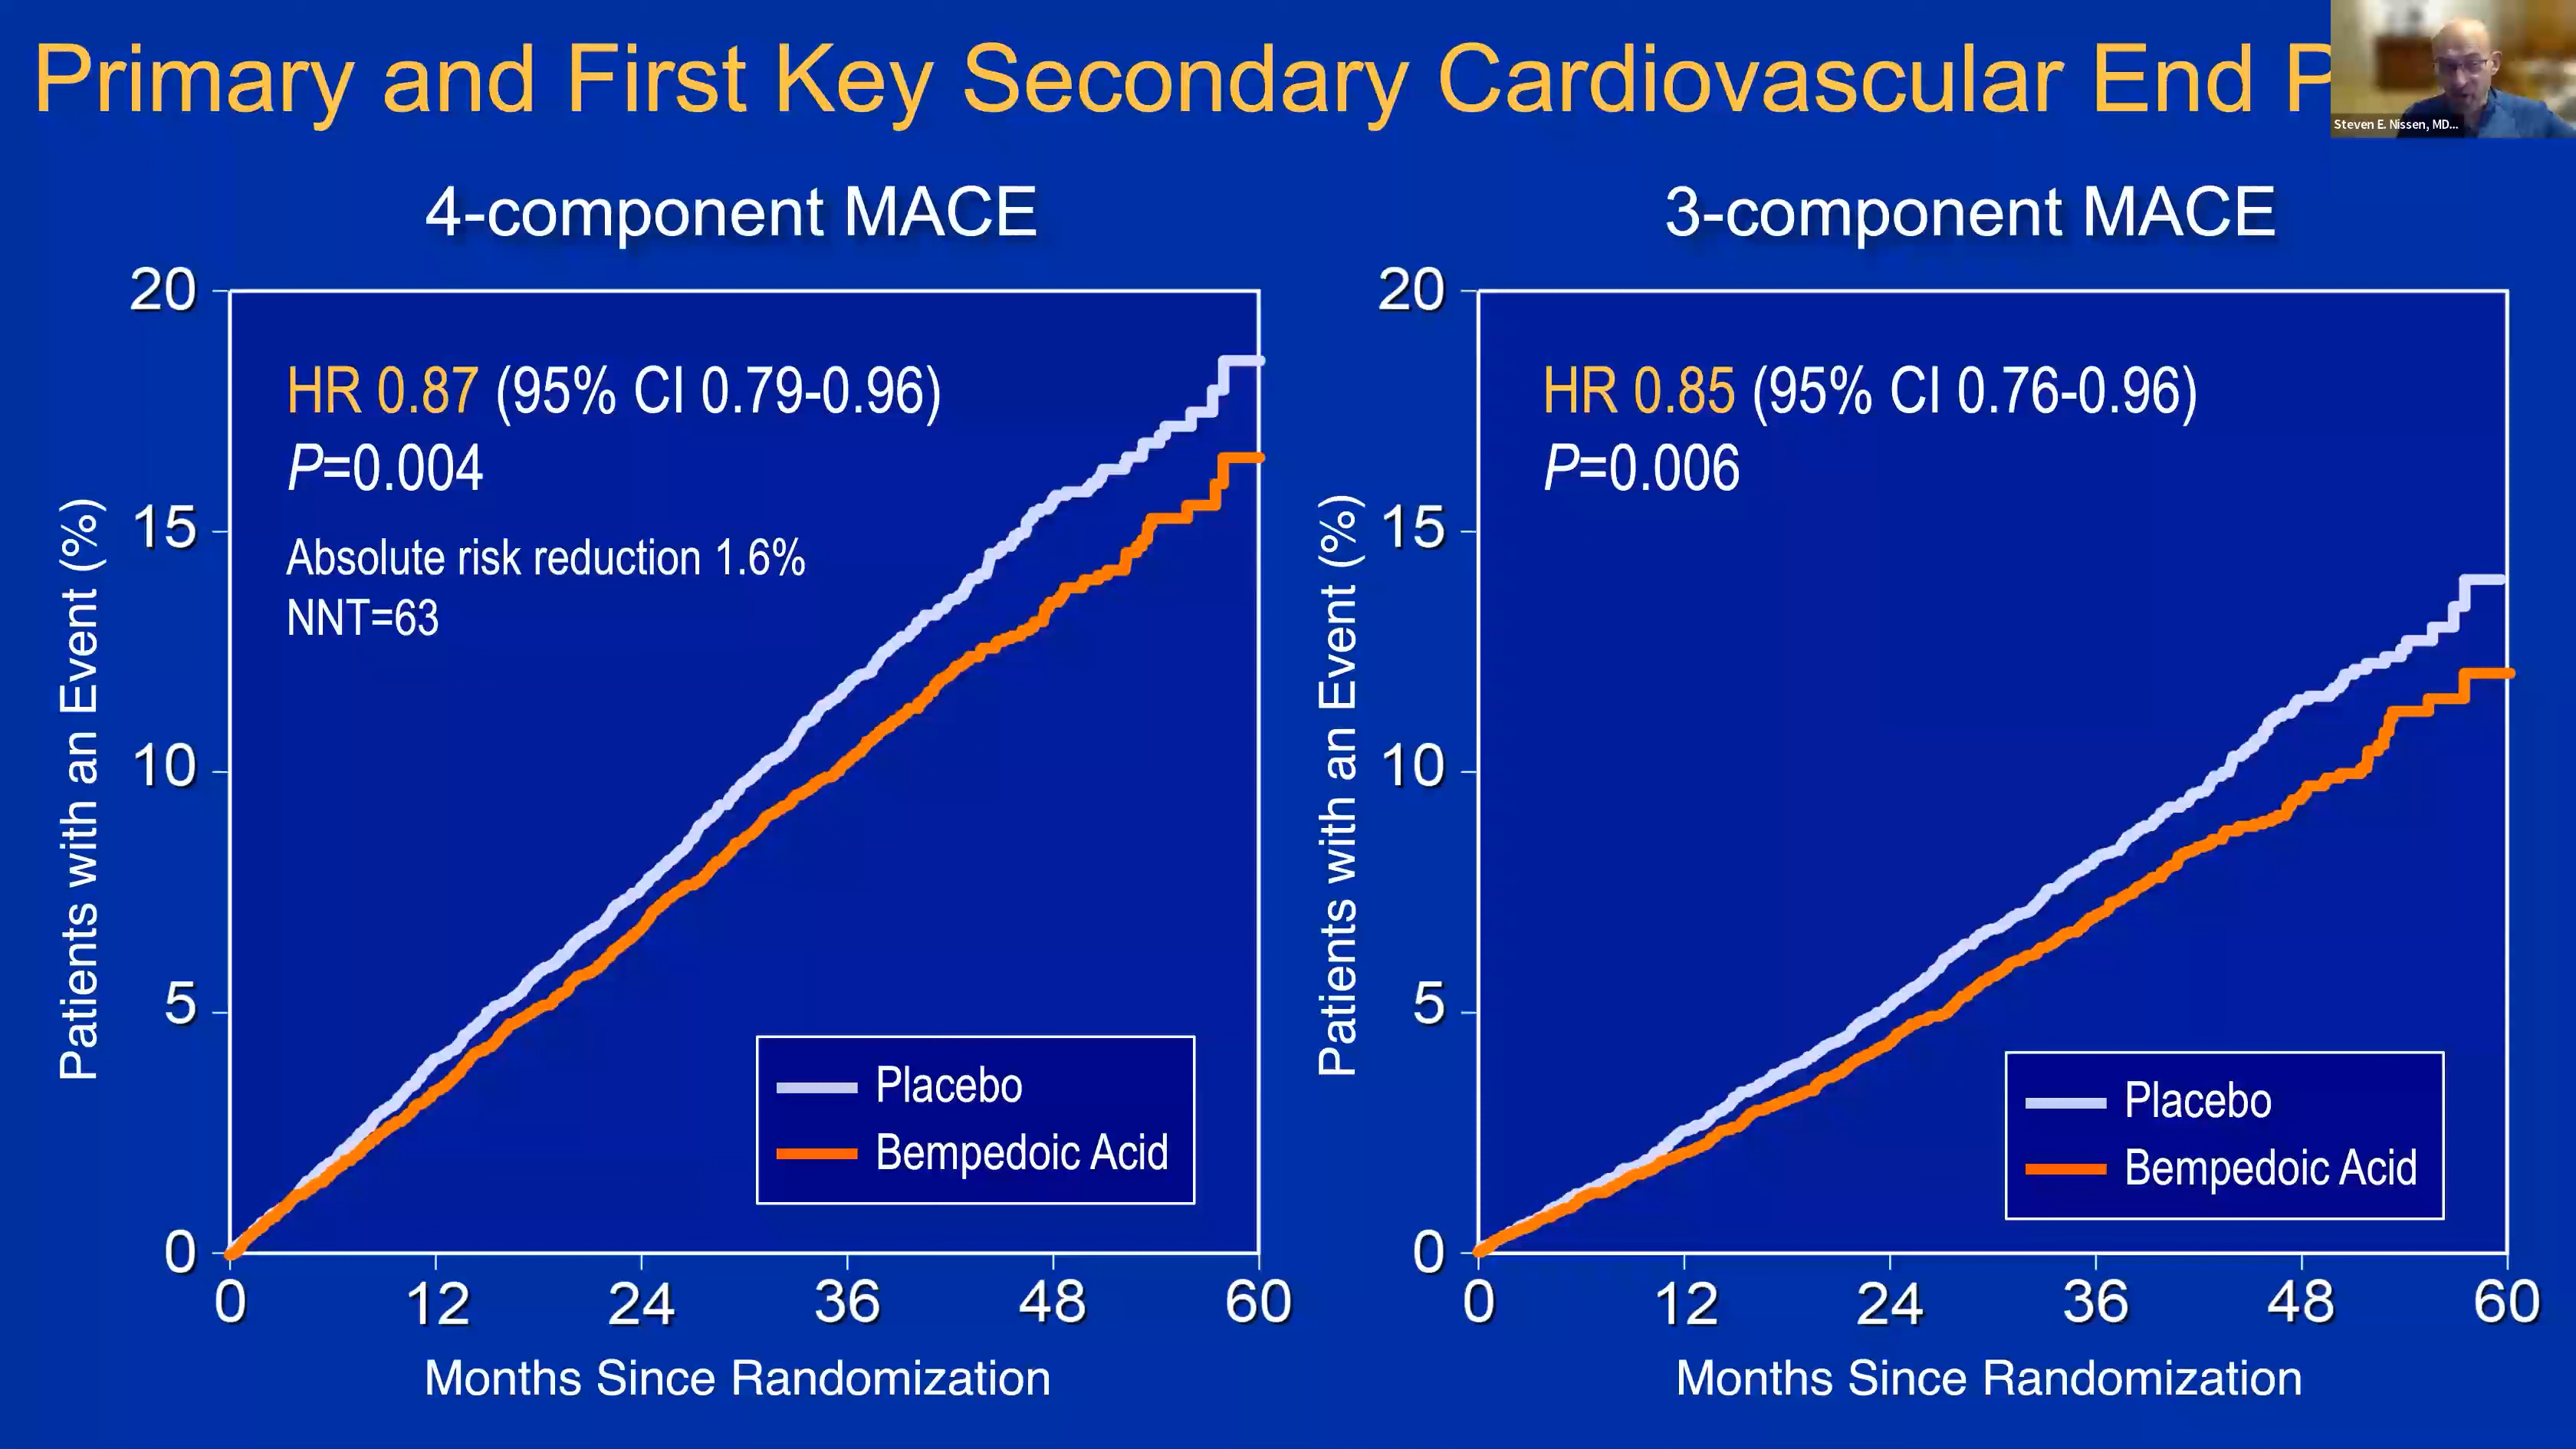 Primary and First Key Secondary Cardiovascular End P
Steven E. Nissen, MD...
4-component MACE
20
15
10
5
0
Patients with an Event (%)
HR 0.87 (95% CI 0.79-0.96)
P=0.004
Absolute risk reduction 1.6%
NNT=63
Placebo
Bempedoic Acid
0 12 24 36 48 60
Months Since Randomization
3-component MACE
20
15
10
5
0
Patients with an Event (%)
HR 0.85 (95% CI 0.76-0.96)
P=0.006
Placebo
Bempedoic Acid
0 12 24 36 48 60
Months Since Randomization